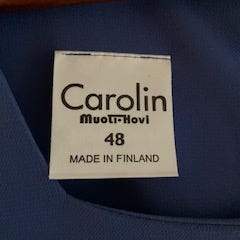 Carolin
Muoti-Hovi
48
MADE IN FINLAND